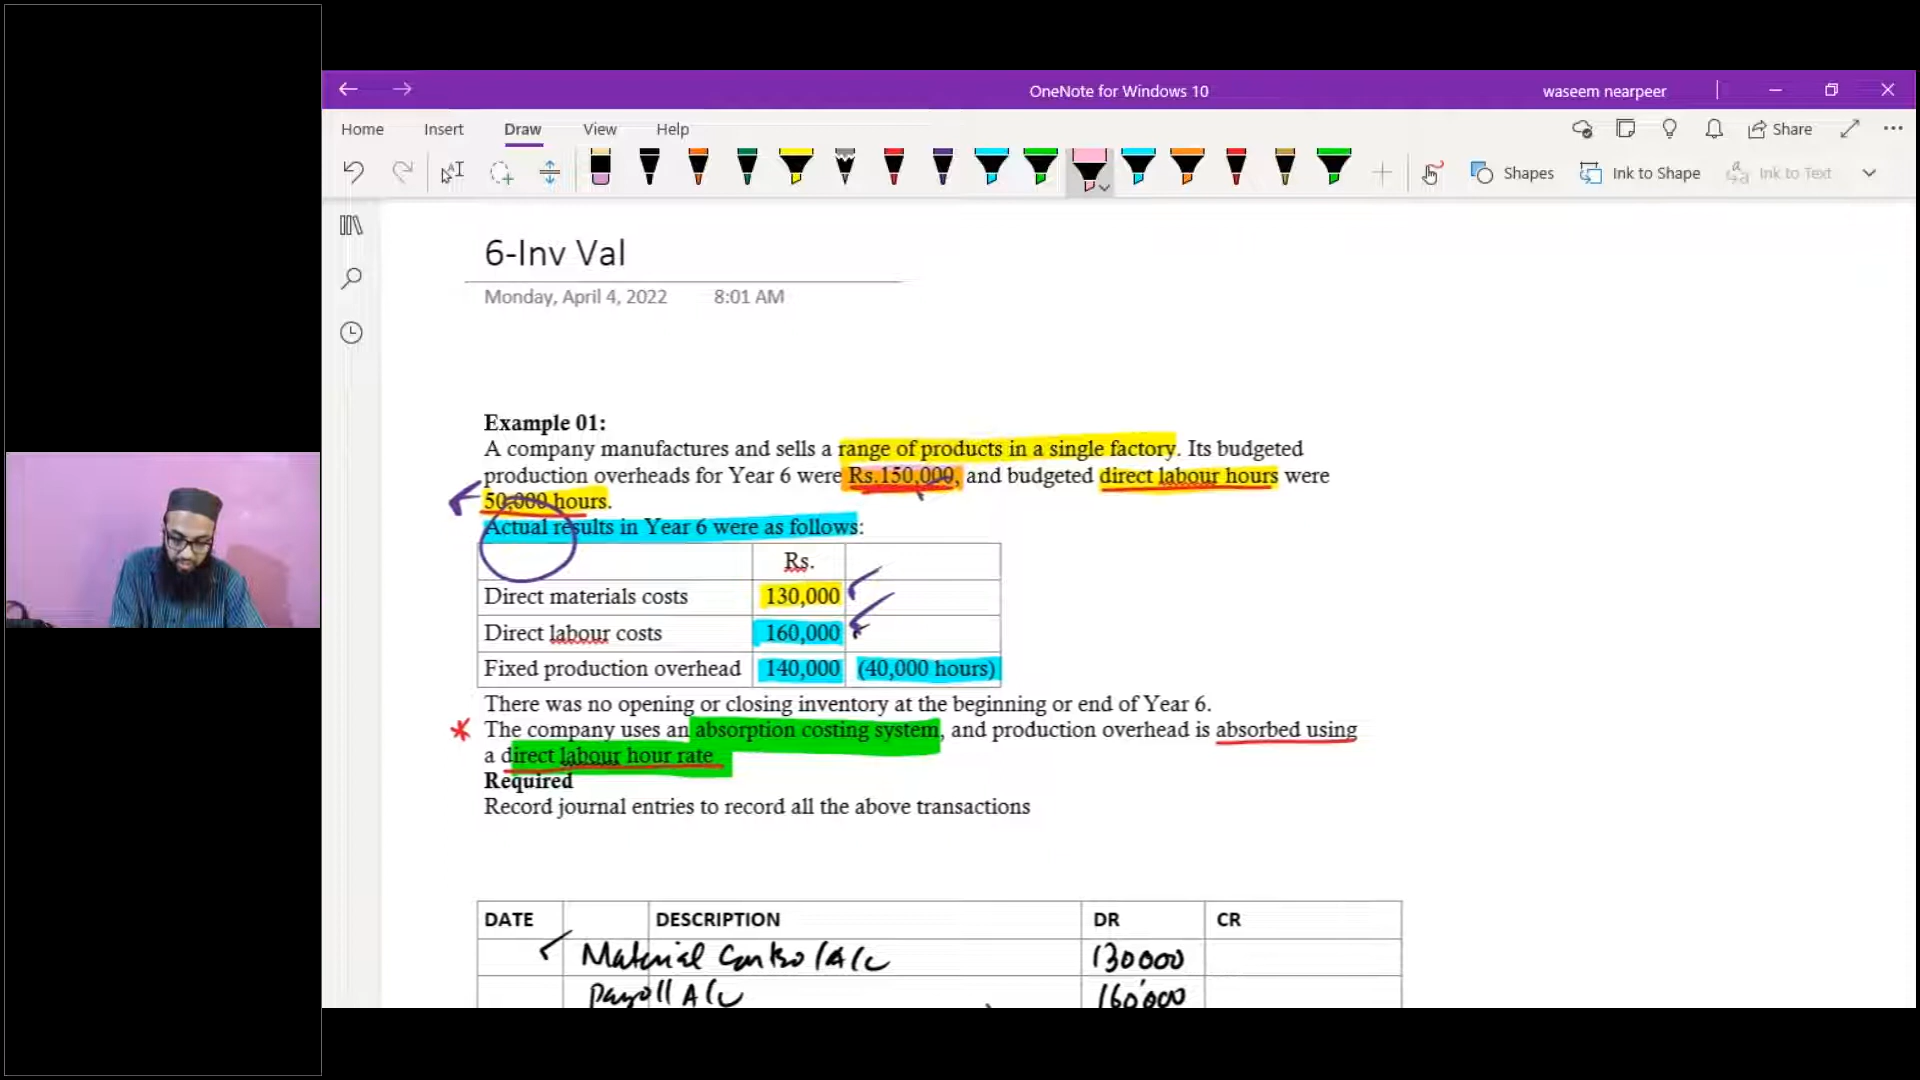 OneNote for Windows 10
waseem nearpeer
Home Insert Draw View Help
Share
Shapes Ink to Shape Ink to Text
6-Inv Val
Monday, April 4, 2022 8:01 AM
Example 01:
A company manufactures and sells a range of products in a single factory. Its budgeted
production overheads for Year 6 were Rs.150,000, and budgeted direct labour hours were
50,000 hours.
Actual results in Year 6 were as follows:
Rs.
Direct materials costs 130,000
Direct labour costs 160,000
Fixed production overhead 140,000 (40,000 hours)
There was no opening or closing inventory at the beginning or end of Year 6.
The company uses an absorption costing system, and production overhead is absorbed using
a direct labour hour rate
Required
Record journal entries to record all the above transactions
DATE DESCRIPTION DR CR
Material Control A/c 130000
Payroll A/c 160'000